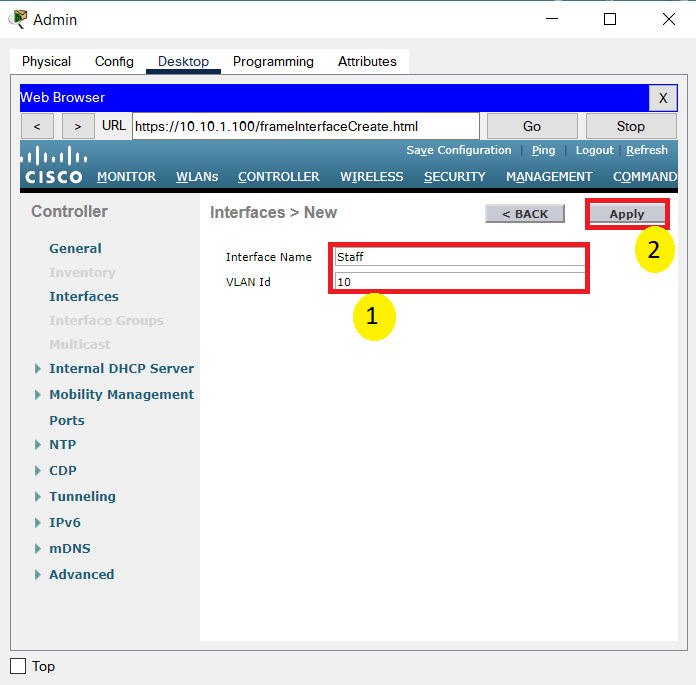 Admin
Physical Config Desktop Programming Attributes
Web Browser X
< > URL https://10.10.1.100/frameInterfaceCreate.html Go Stop
Save Configuration | Ping | Logout | Refresh
CISCO MONITOR WLANs CONTROLLER WIRELESS SECURITY MANAGEMENT COMMAND
Controller
General
Inventory
Interfaces
Interface Groups
Multicast
Internal DHCP Server
Mobility Management
Ports
NTP
CDP
Tunneling
IPv6
mDNS
Advanced
Interfaces > New < BACK Apply
2
Interface Name Staff
VLAN Id 10
1
Top